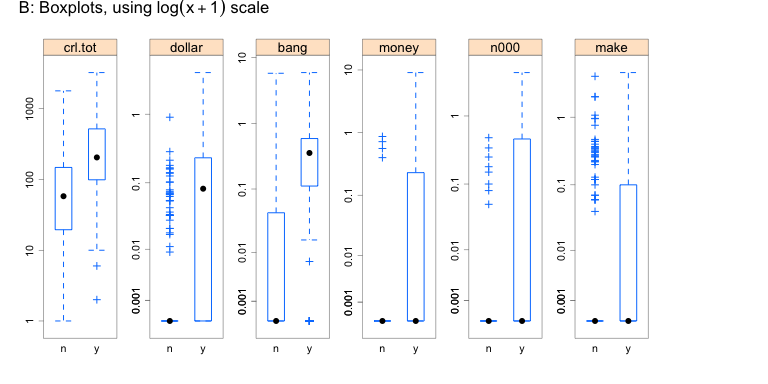 B: Boxplots, using log(x + 1) scale
crl.tot dollar bang money n000 make
1 10 100 1000
0.001 0.01 0.1 1
0.001 0.01 0.1 1 10
0.001 0.01 0.1 1 10
0.001 0.01 0.1 1
0.001 0.01 0.1 1
n y n y n y n y n y n y